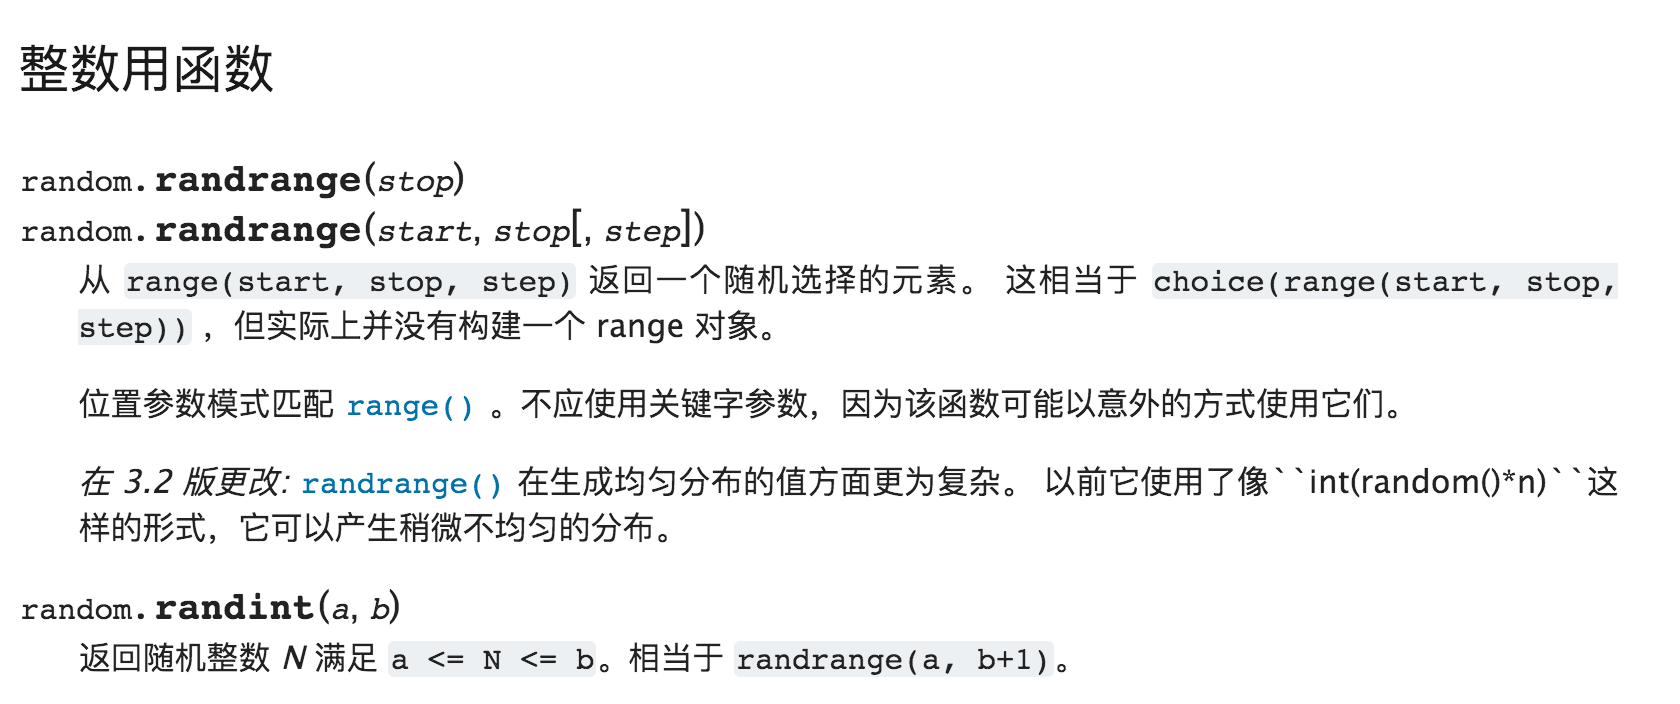 整数用函数
random.randrange(stop)
random.randrange(start, stop[, step])
从 range(start, stop, step) 返回一个随机选择的元素。 这相当于 choice(range(start, stop,
step)) ，但实际上并没有构建一个 range 对象。
位置参数模式匹配 range() 。不应使用关键字参数，因为该函数可能以意外的方式使用它们。
在 3.2 版更改: randrange() 在生成均匀分布的值方面更为复杂。 以前它使用了像``int(random()*n)``这
样的形式，它可以产生稍微不均匀的分布。
random.randint(a, b)
返回随机整数 N 满足 a <= N <= b。相当于 randrange(a, b+1)。